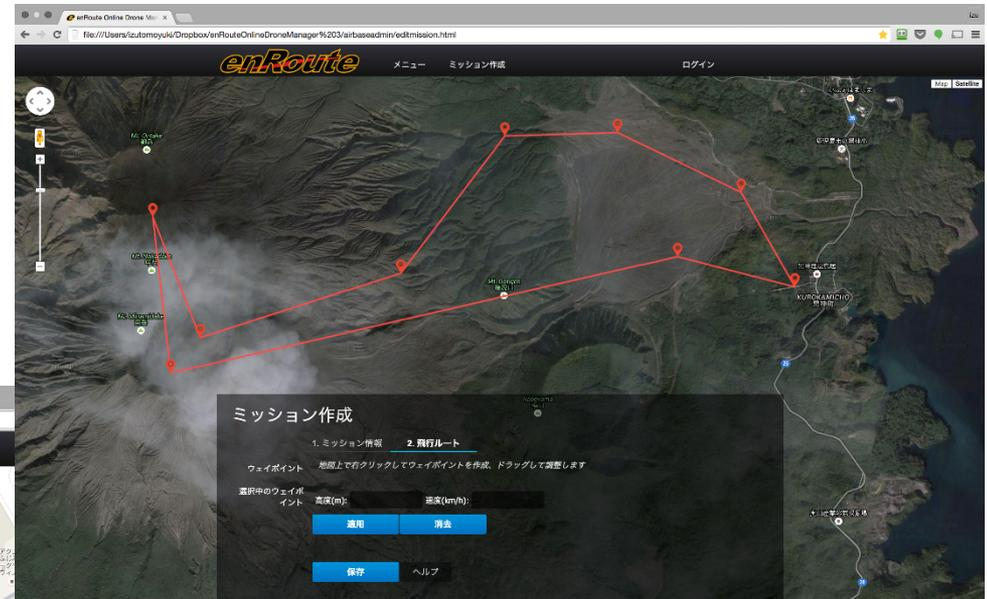 enRoute Online Drone Man
izu
file:///Users/izutomoyuki/Dropbox/enRouteOnlineDroneManager%203/airbaseadmin/editmission.html
enRoute
メニュー
ミッション作成
ログイン
Map
Satellite
KUROKAMICHO
ミッション作成
1. ミッション情報
2. 飛行ルート
ウェイポイント
地図上で右クリックしてウェイポイントを作成、ドラッグして調整します
選択中のウェイポ
イント
高度(m):
速度(km/h):
適用
消去
保存
ヘルプ